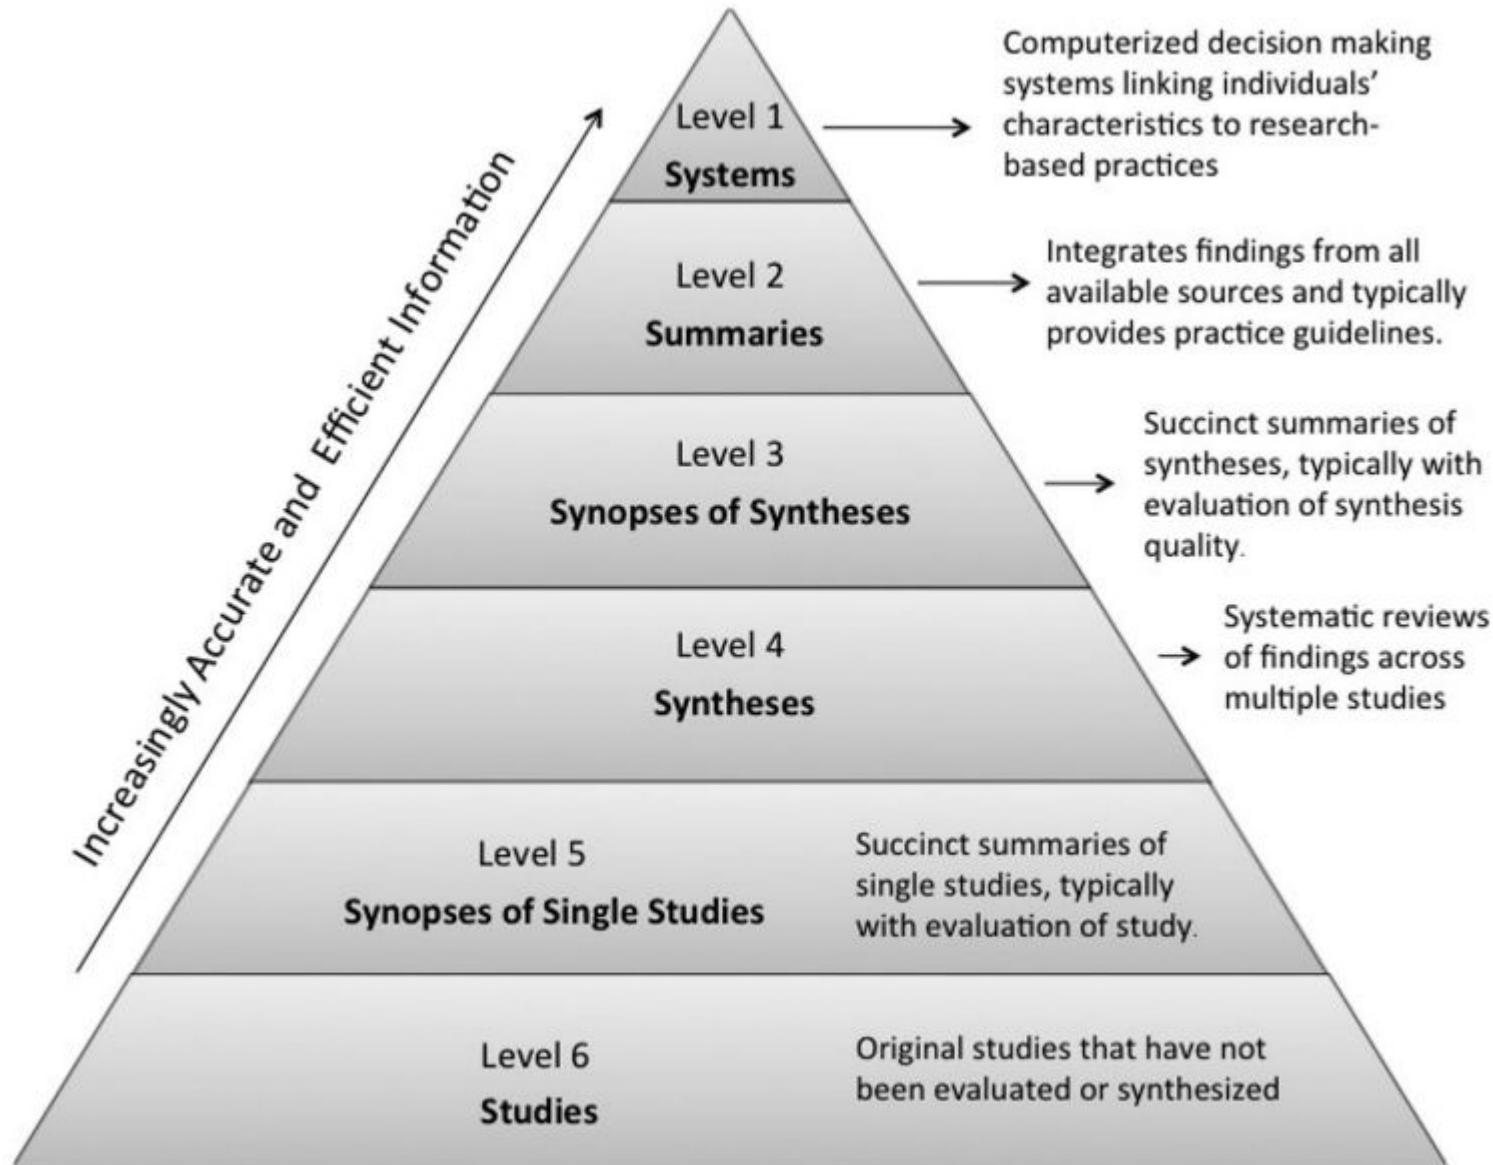 Increasingly Accurate and Efficient Information
Level 1
Systems
Computerized decision making
systems linking individuals’
characteristics to research-
based practices
Level 2
Summaries
Integrates findings from all
available sources and typically
provides practice guidelines.
Level 3
Synopses of Syntheses
Succinct summaries of
syntheses, typically with
evaluation of synthesis
quality.
Level 4
Syntheses
Systematic reviews
of findings across
multiple studies
Level 5
Synopses of Single Studies
Succinct summaries of
single studies, typically
with evaluation of study.
Level 6
Studies
Original studies that have not
been evaluated or synthesized